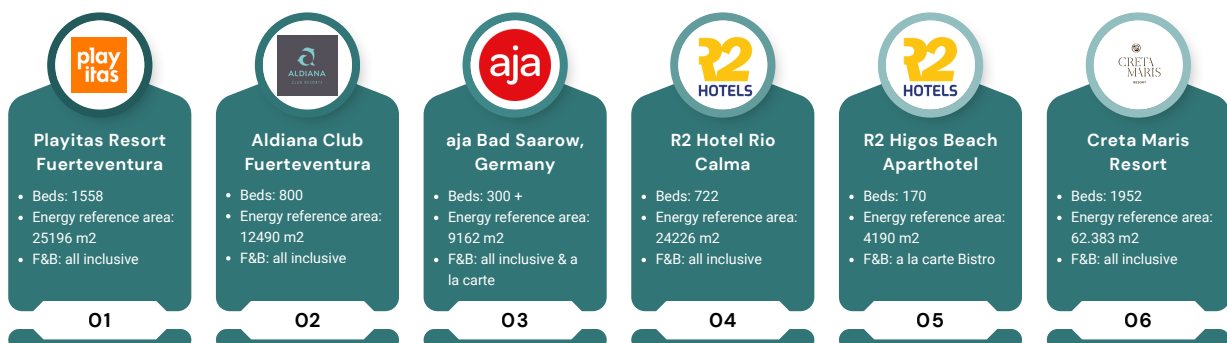 play
itas
Playitas Resort
Fuerteventura
• Beds: 1558
• Energy reference area:
25196 m2
• F&B: all inclusive
01
ALDIANA
CLUB RESORTS
Aldiana Club
Fuerteventura
• Beds: 800
• Energy reference area:
12490 m2
• F&B: all inclusive
02
aja
aja Bad Saarow,
Germany
• Beds: 300 +
• Energy reference area:
9162 m2
• F&B: all inclusive & a
la carte
03
R2
HOTELS
R2 Hotel Rio
Calma
• Beds: 722
• Energy reference area:
24226 m2
• F&B: all inclusive
04
R2
HOTELS
R2 Higos Beach
Aparthotel
• Beds: 170
• Energy reference area:
4190 m2
• F&B: a la carte Bistro
05
CRETA
MARIS
RESORT
Creta Maris
Resort
• Beds: 1952
• Energy reference area:
62.383 m2
• F&B: all inclusive
06